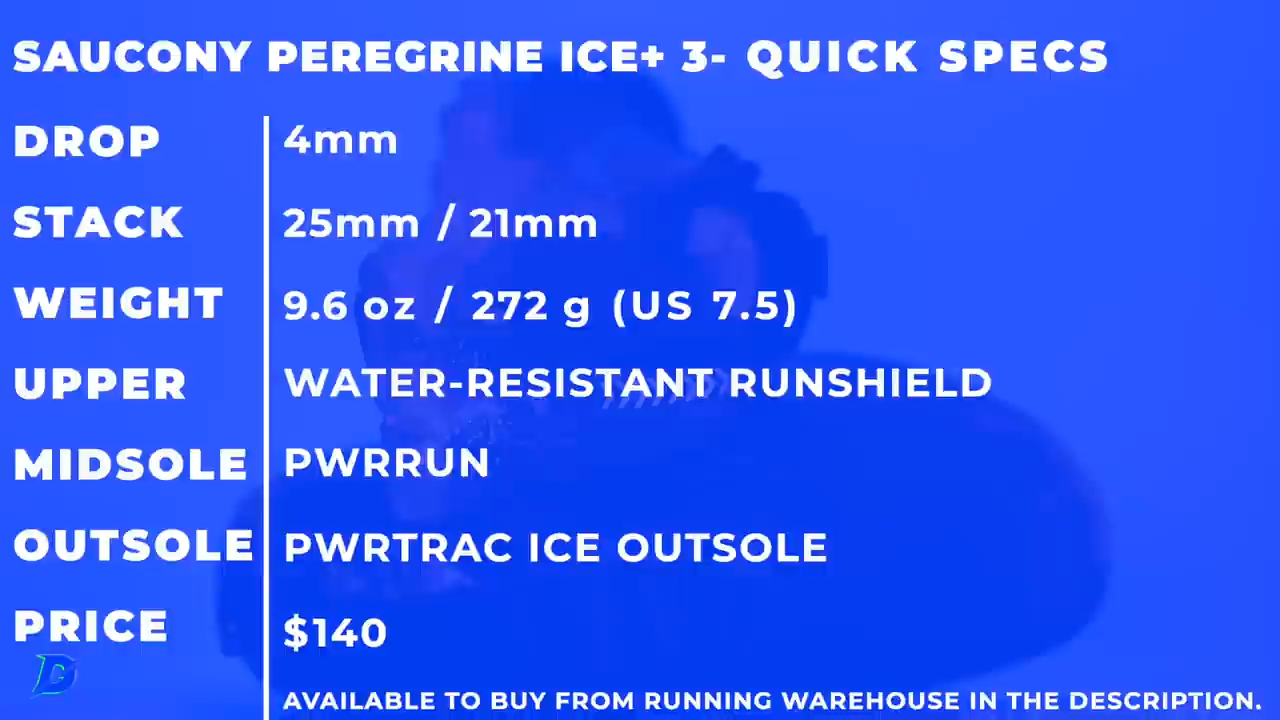 SAUCONY PEREGRINE ICE+ 3- QUICK SPECS
DROP 4mm
STACK 25mm / 21mm
WEIGHT 9.6 oz / 272 g (US 7.5)
UPPER WATER-RESISTANT RUNSHIELD
MIDSOLE PWRRUN
OUTSOLE PWRTRAC ICE OUTSOLE
PRICE $140
AVAILABLE TO BUY FROM RUNNING WAREHOUSE IN THE DESCRIPTION.